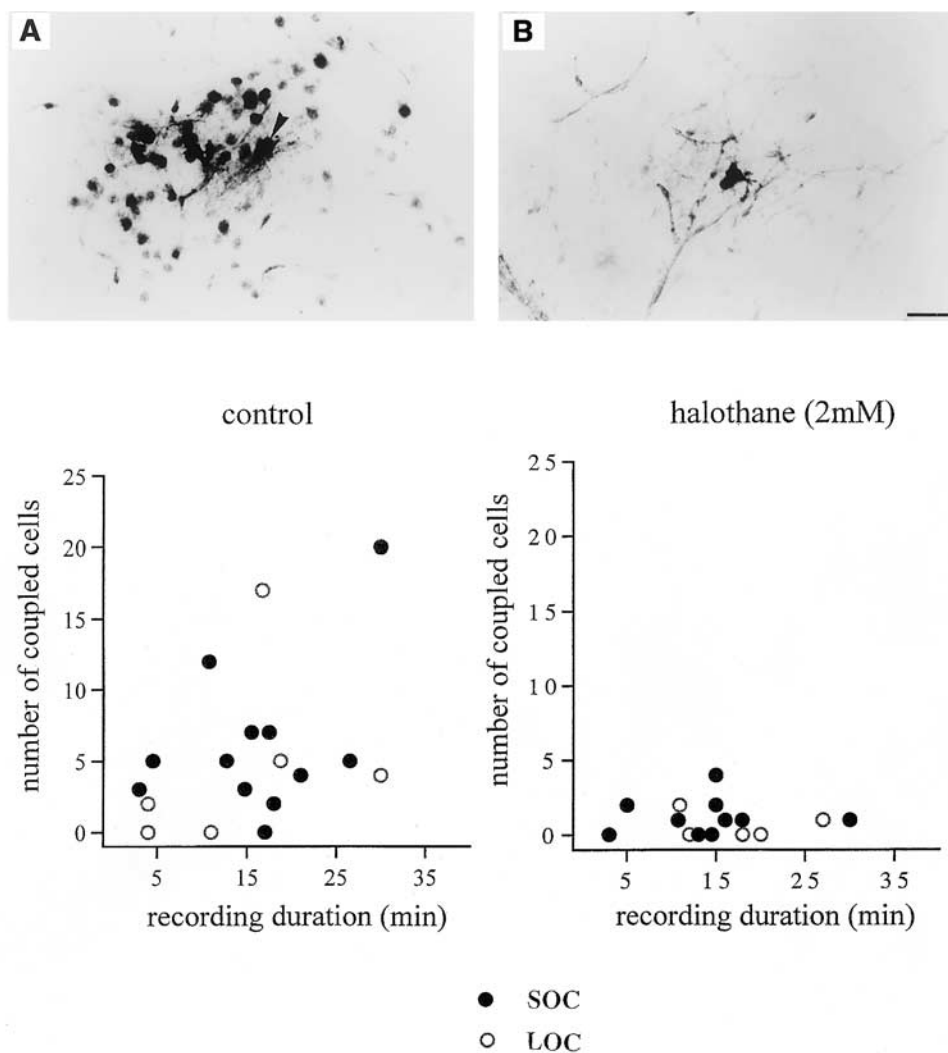 A
B
control
halothane (2mM)
number of coupled cells
25
20
15
10
5
0
5
15
25
35
recording duration (min)
number of coupled cells
25
20
15
10
5
0
5
15
25
35
recording duration (min)
SOC
LOC